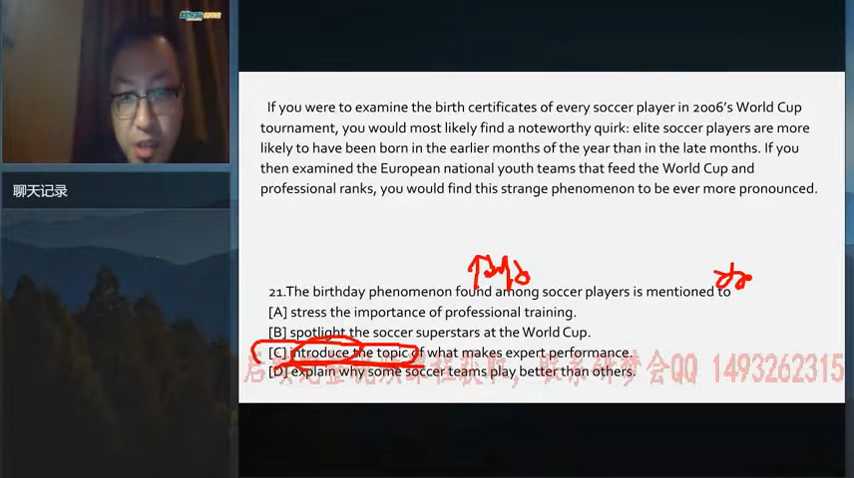 聊天记录
If you were to examine the birth certificates of every soccer player in 2006's World Cup
tournament, you would most likely find a noteworthy quirk: elite soccer players are more
likely to have been born in the earlier months of the year than in the late months. If you
then examined the European national youth teams that feed the World Cup and
professional ranks, you would find this strange phenomenon to be ever more pronounced.
21.The birthday phenomenon found among soccer players is mentioned to
[A] stress the importance of professional training.
[B] spotlight the soccer superstars at the World Cup.
[C] introduce the topic of what makes expert performance.
[D] explain why some soccer teams play better than others.
QQ 1493262315